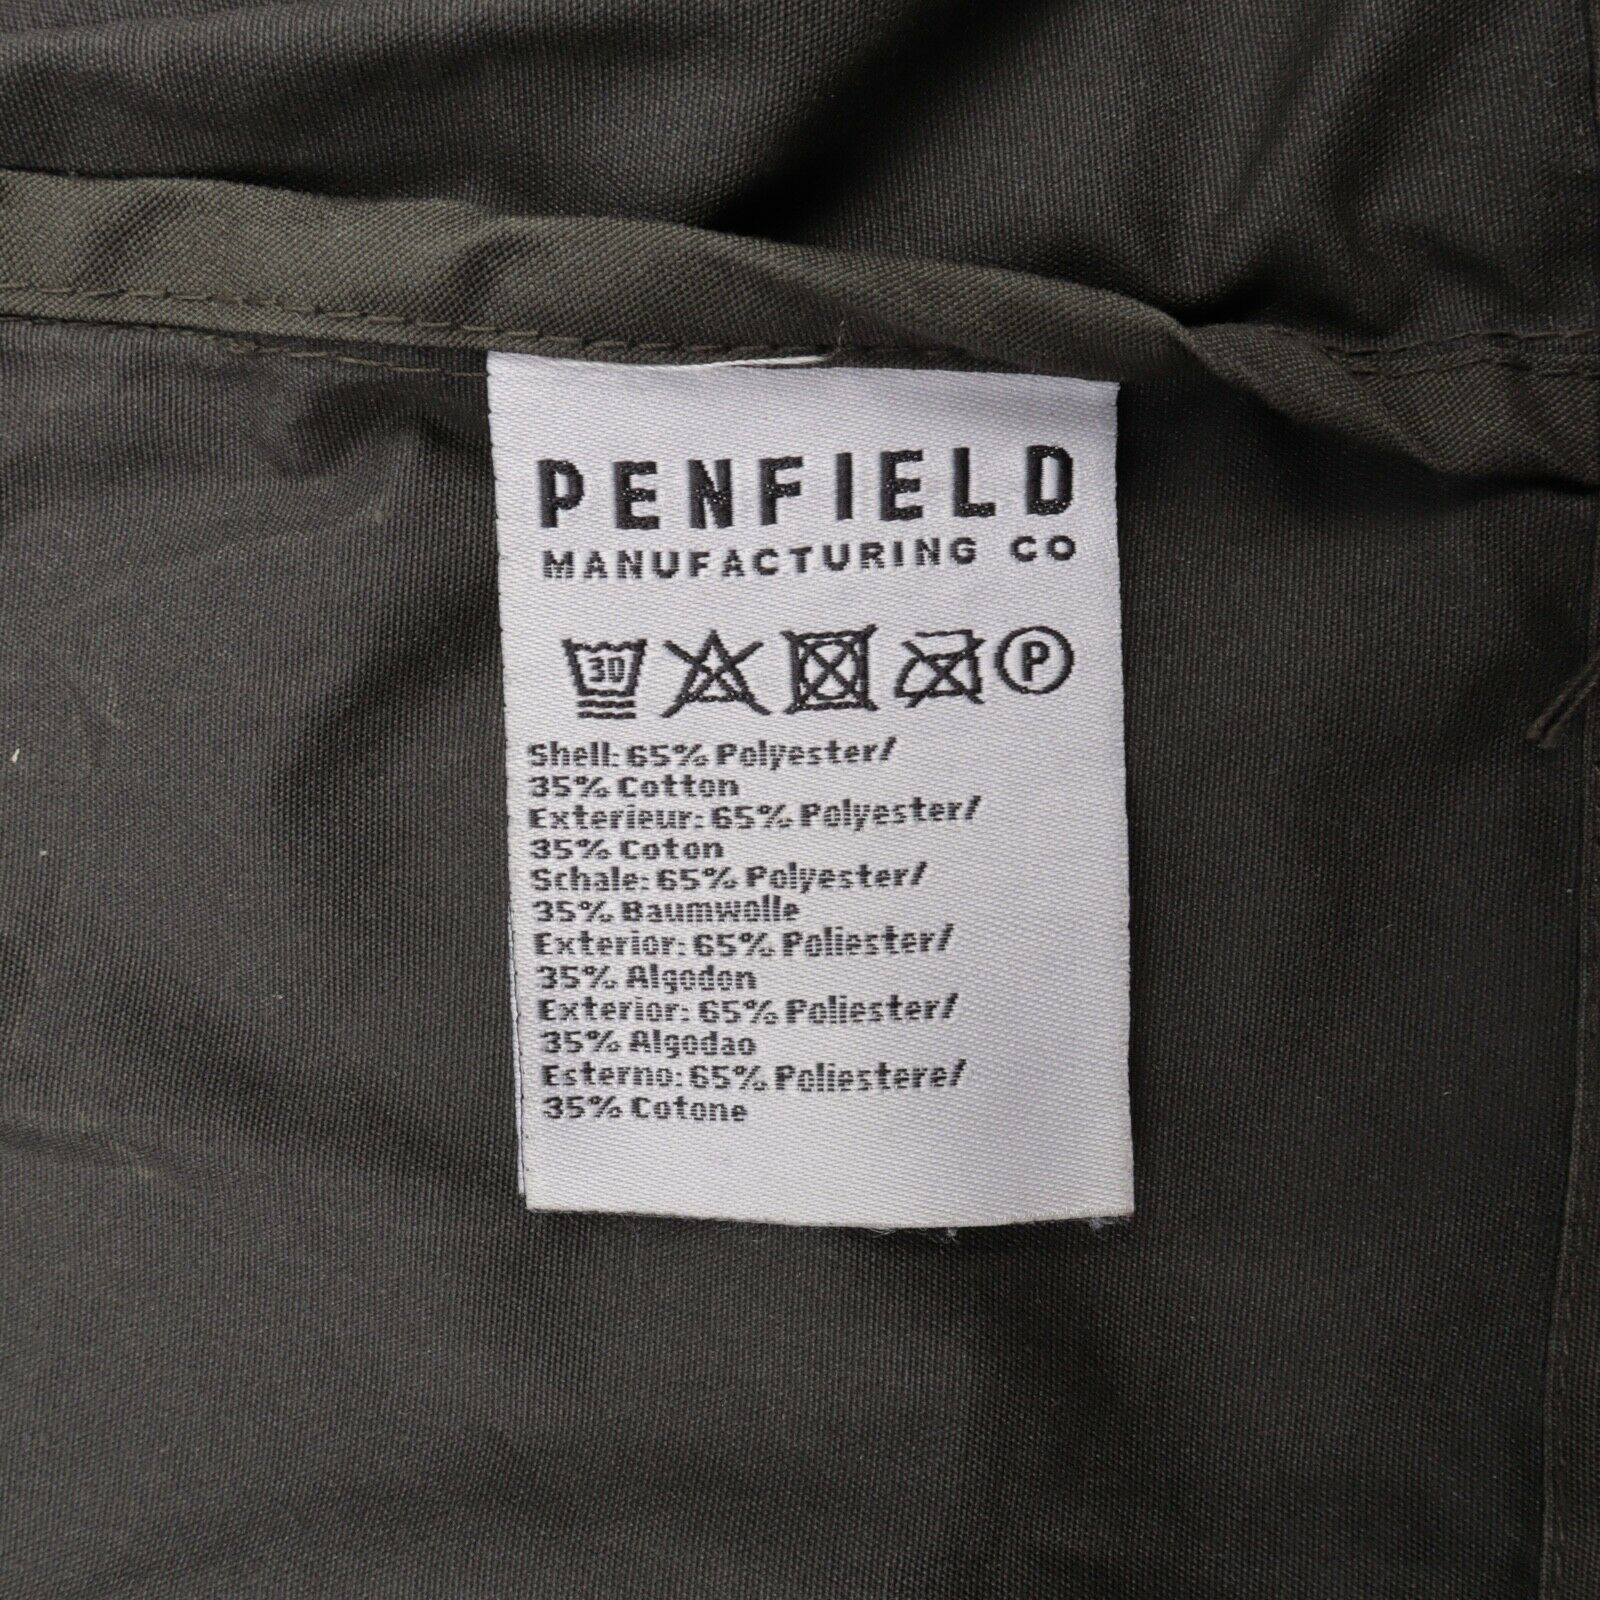 PENFIELD
MANUFACTURING CO
30 P
Shell: 65% Polyester/
35% Cotton
Exterieur: 65% Polyester/
35% Coton
Schale: 65% Polyester/
35% Baumwolle
Exterior: 65% Poliester/
35% Algodon
Exterior: 65% Poliester/
35% Algodao
Esterno: 65% Poliestere/
35% Cotone